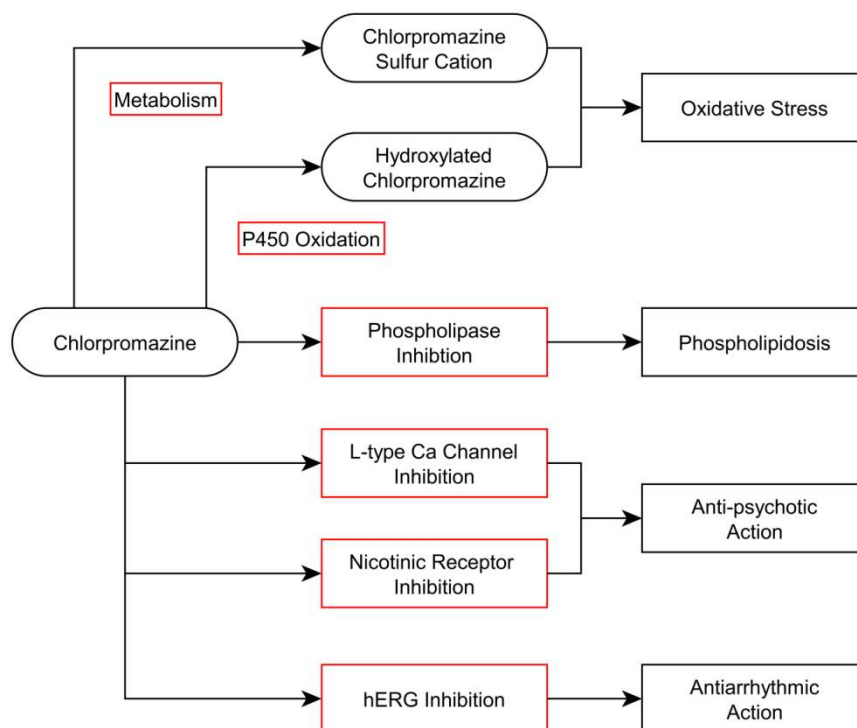 Chlorpromazine
Sulfur Cation
Metabolism
Oxidative Stress
Hydroxylated
Chlorpromazine
P450 Oxidation
Chlorpromazine
Phospholipase
Inhibtion
Phospholipidosis
L-type Ca Channel
Inhibition
Anti-psychotic
Action
Nicotinic Receptor
Inhibition
hERG Inhibition
Antiarrhythmic
Action